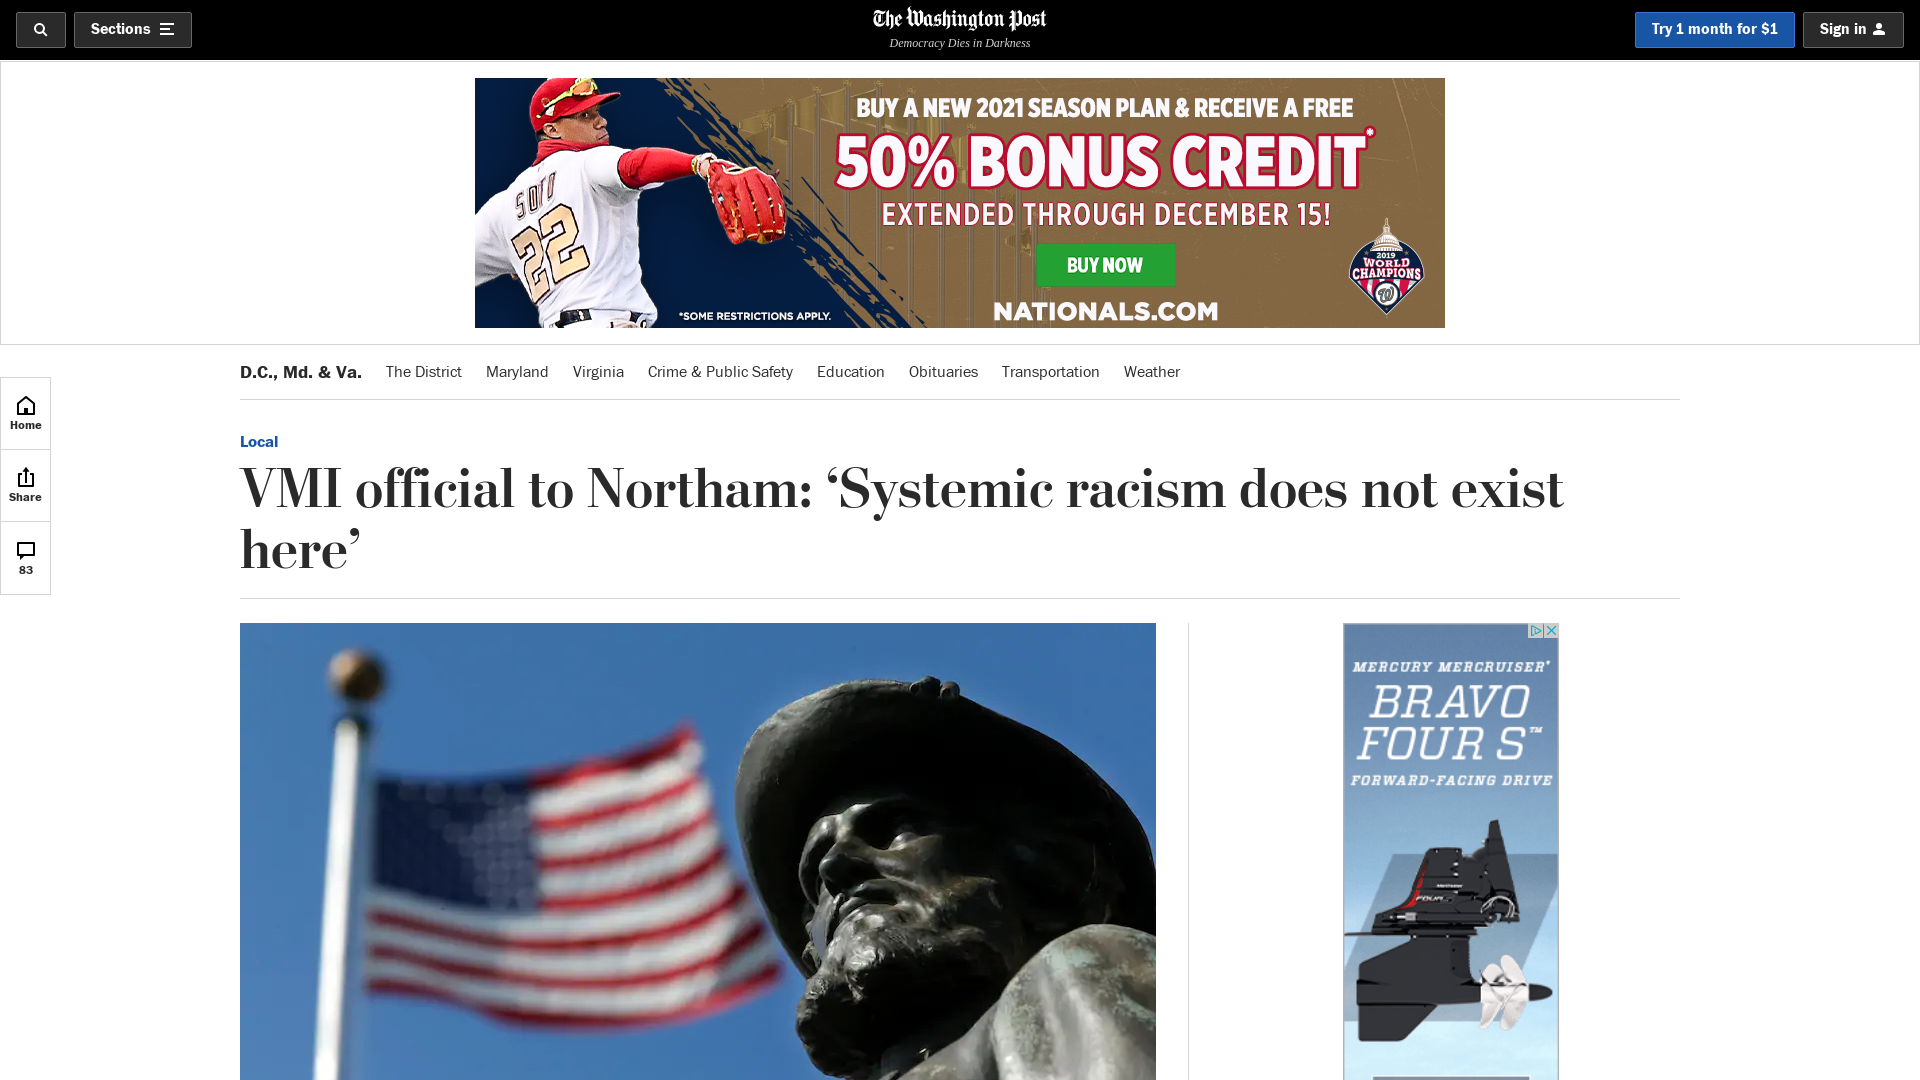 Sections
The Washington Post
Democracy Dies in Darkness
Try 1 month for $1
Sign in
BUY A NEW 2021 SEASON PLAN & RECEIVE A FREE
50% BONUS CREDIT*
EXTENDED THROUGH DECEMBER 15!
BUY NOW
NATIONALS.COM
*SOME RESTRICTIONS APPLY.
SOTO
22
2019
WORLD
CHAMPIONS
W
D.C., Md. & Va. The District Maryland Virginia Crime & Public Safety Education Obituaries Transportation Weather
Home
Share
83
Local
VMI official to Northam: ‘Systemic racism does not exist
here’
MERCURY MERCRUISER®
BRAVO
FOUR S™
FORWARD-FACING DRIVE
FOUR